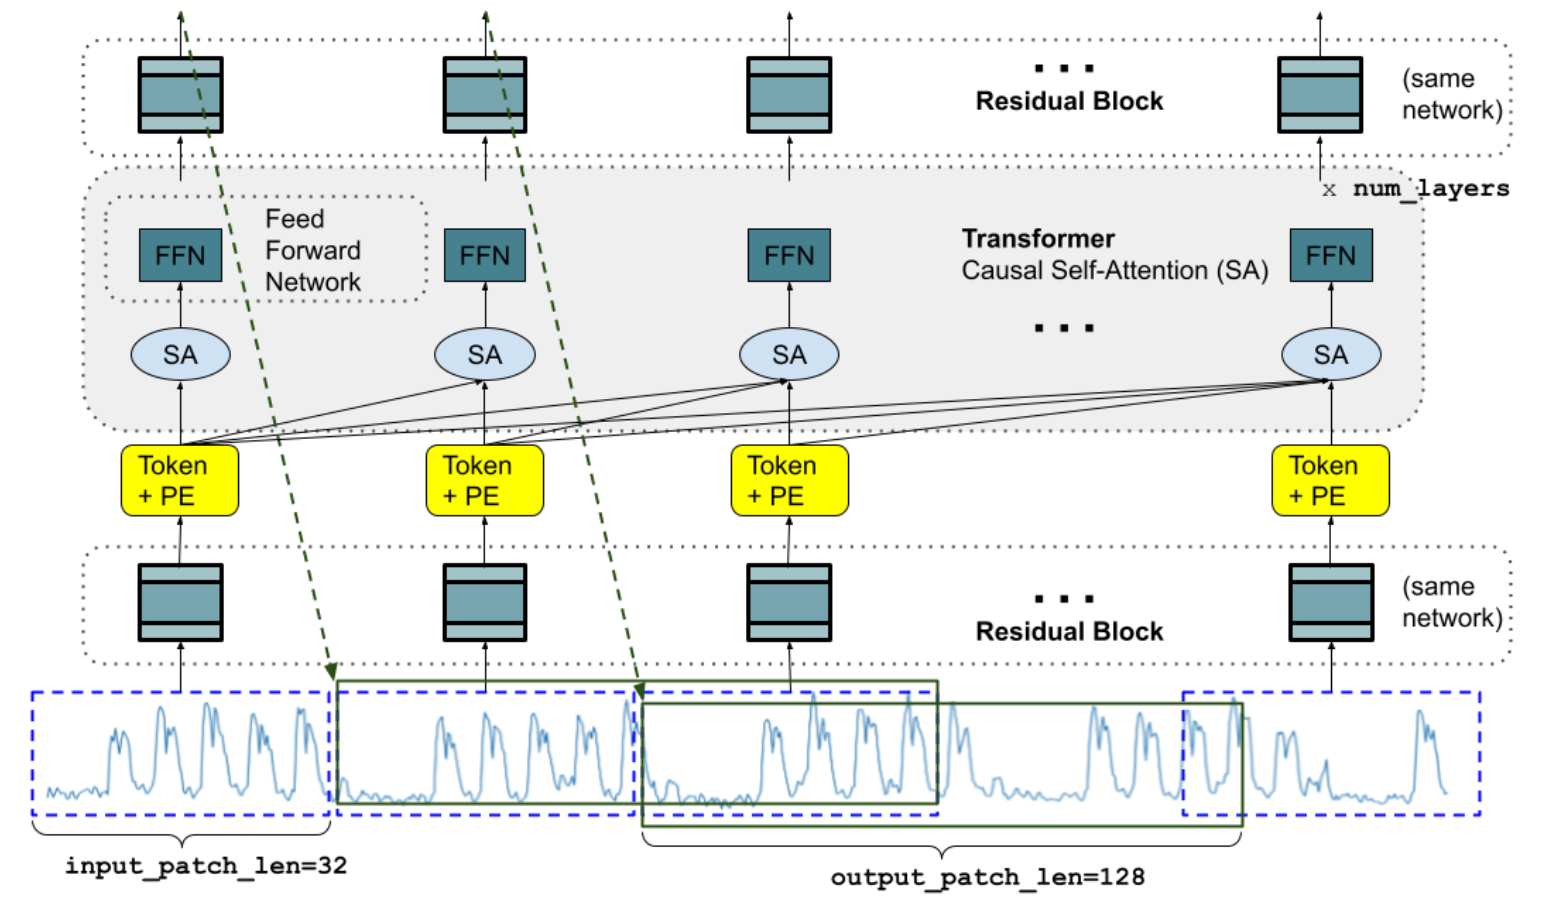 . . .
Residual Block
(same
network)
x num_layers
Feed
Forward
Network
FFN
FFN
FFN
Transformer
Causal Self-Attention (SA)
FFN
. . .
SA
SA
SA
SA
Token
+ PE
Token
+ PE
Token
+ PE
Token
+ PE
. . .
Residual Block
(same
network)
input_patch_len=32
output_patch_len=128